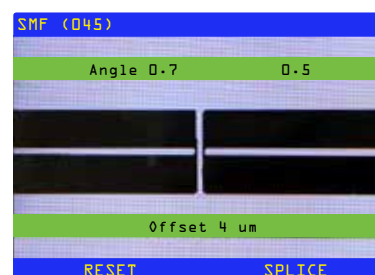 SMF (045)
Angle 0.7 0.5
Offset 4 um
RESET SPLICE